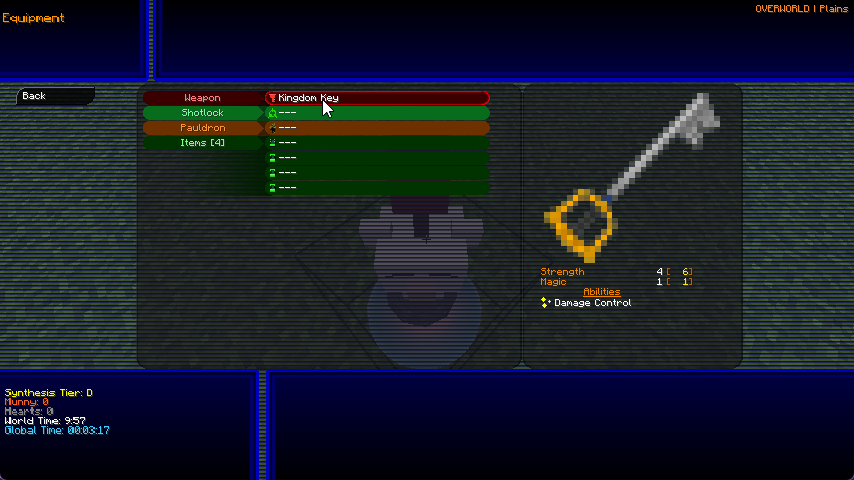 Equipment
OVERWORLD | Plains
Back
Weapon Kingdom Key
Shotlock ---
Pauldron ---
Items [4] ---
---
---
---
Strength 4 [ 6]
Magic 1 [ 1]
Abilities
Damage Control
Synthesis Tier: D
Munny: 0
Hearts: 0
World Time: 9:57
Global Time: 00:03:17